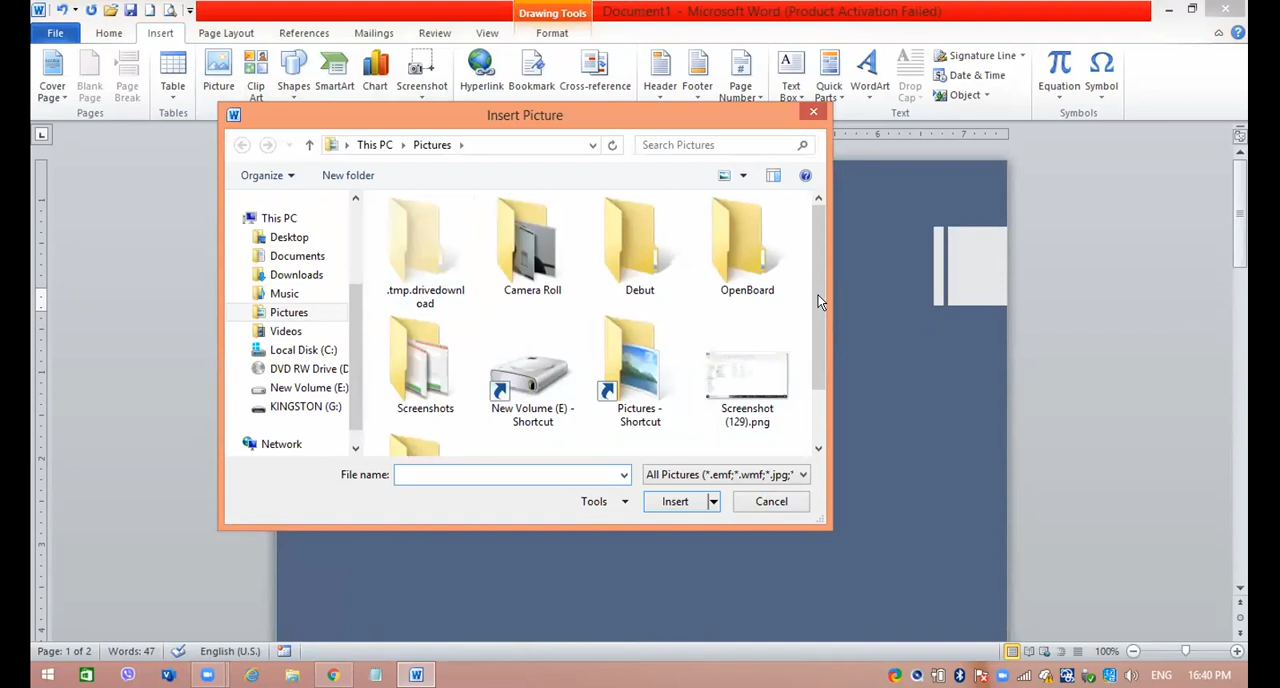 Drawing Tools
Document1 - Microsoft Word (Product Activation Failed)
File Home Insert Page Layout References Mailings Review View Format
Cover Page
Blank Page
Page Break
Table
Picture
Clip Art
Shapes
SmartArt
Chart
Screenshot
Hyperlink
Bookmark
Cross-reference
Header
Footer
Page Number
Text Box
Quick Parts
WordArt
Drop Cap
Signature Line
Date & Time
Object
Equation
Symbol
Pages
Tables
Text
Symbols
Insert Picture
This PC Pictures
Search Pictures
Organize New folder
This PC
Desktop
Documents
Downloads
Music
Pictures
Videos
Local Disk (C:)
DVD RW Drive (D
New Volume (E:)
KINGSTON (G:)
Network
.tmp.drivedownl
oad
Camera Roll
Debut
OpenBoard
Screenshots
New Volume (E) -
Shortcut
Pictures -
Shortcut
Screenshot
(129).png
File name:
All Pictures (*.emf;*.wmf;*.jpg;*
Tools Insert Cancel
6 7
Page: 1 of 2 Words: 47 English (U.S.) 100%
ENG 16:40 PM